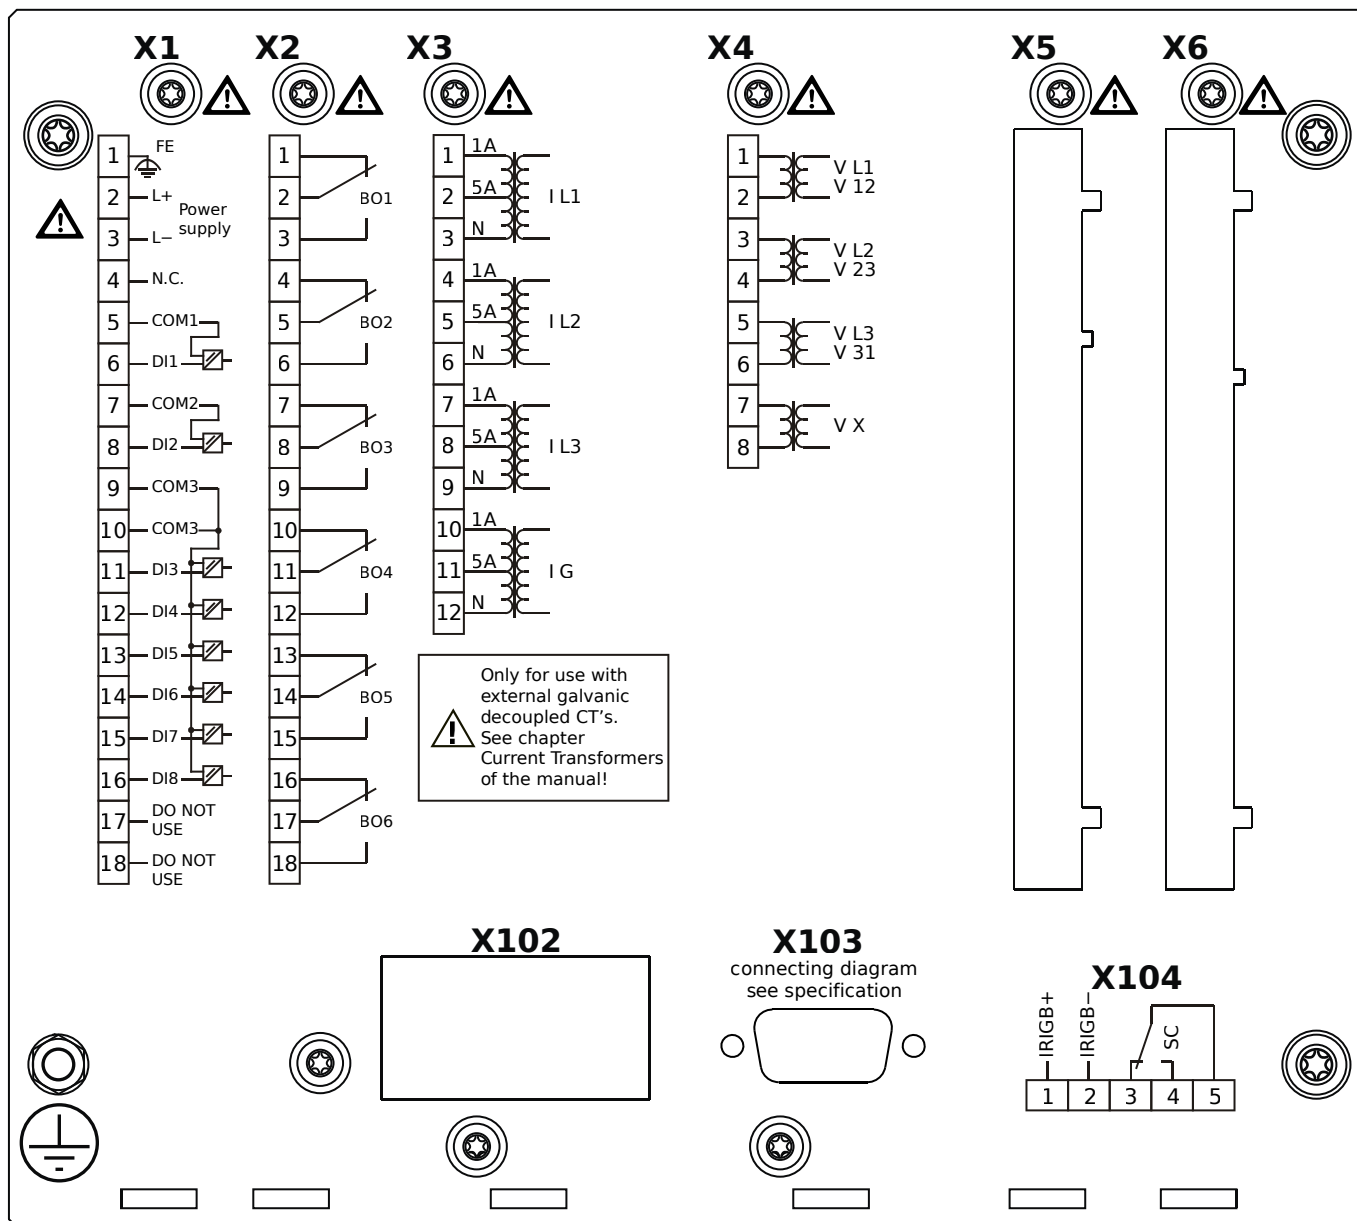 X1
X2
X3
X4
X5
X6
1
FE
2
L+
Power
supply
3
L−
4
N.C.
5
COM1
6
DI1
7
COM2
8
DI2
9
COM3
10
COM3
11
DI3
12
DI4
13
DI5
14
DI6
15
DI7
16
DI8
17
DO NOT
USE
18
DO NOT
USE
1
2
BO1
3
4
5
BO2
6
7
8
BO3
9
10
11
BO4
12
13
14
BO5
15
16
17
BO6
18
1
1A
2
5A
I L1
3
N
4
1A
5
5A
I L2
6
N
7
1A
8
5A
I L3
9
N
10
1A
11
5A
I G
12
N
!
Only for use with
external galvanic
decoupled CT’s.
See chapter
Current Transformers
of the manual!
1
V L1
2
V 12
3
V L2
4
V 23
5
V L3
6
V 31
7
V X
8
X102
X103
connecting diagram
see specification
X104
IRIGB+
IRIGB−
SC
1 2 3 4 5